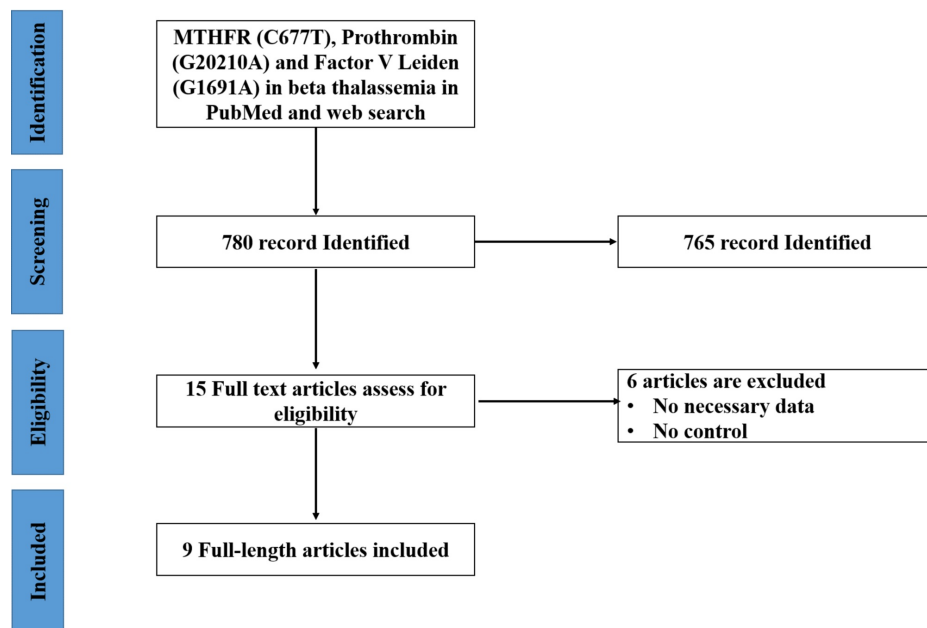 Identification
MTHFR (C677T), Prothrombin
(G20210A) and Factor V Leiden
(G1691A) in beta thalassemia in
PubMed and web search
Screening
780 record Identified
765 record Identified
Eligibility
15 Full text articles assess for
eligibility
6 articles are excluded
• No necessary data
• No control
Included
9 Full-length articles included